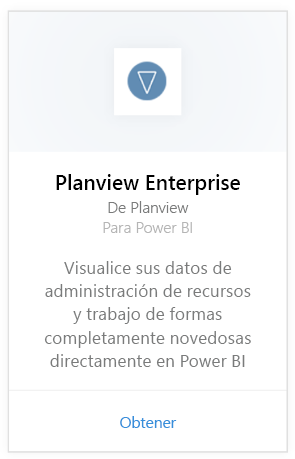 Planview Enterprise
De Planview
Para Power BI
Visualice sus datos de
administración de recursos
y trabajo de formas
completamente novedosas
directamente en Power BI
Obtener